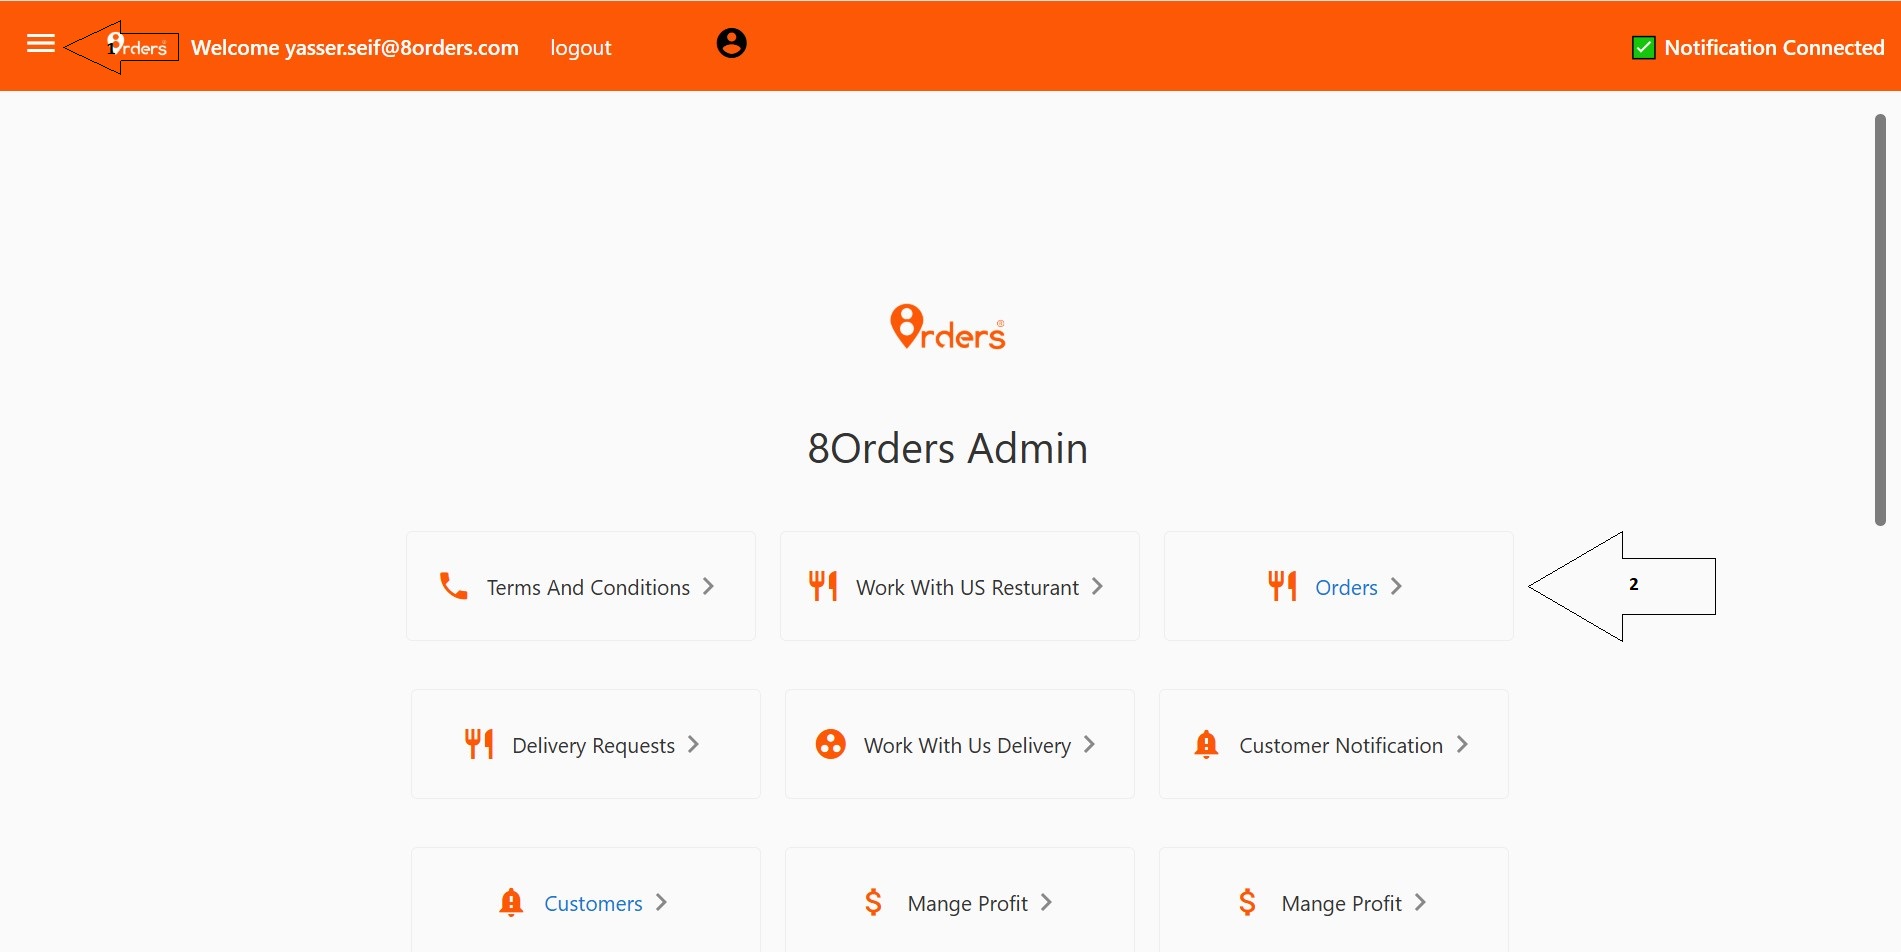 1 8rders Welcome yasser.seif@8orders.com logout Notification Connected
8rders®
8Orders Admin
Terms And Conditions Work With US Resturant Orders 2
Delivery Requests Work With Us Delivery Customer Notification
Customers Mange Profit Mange Profit